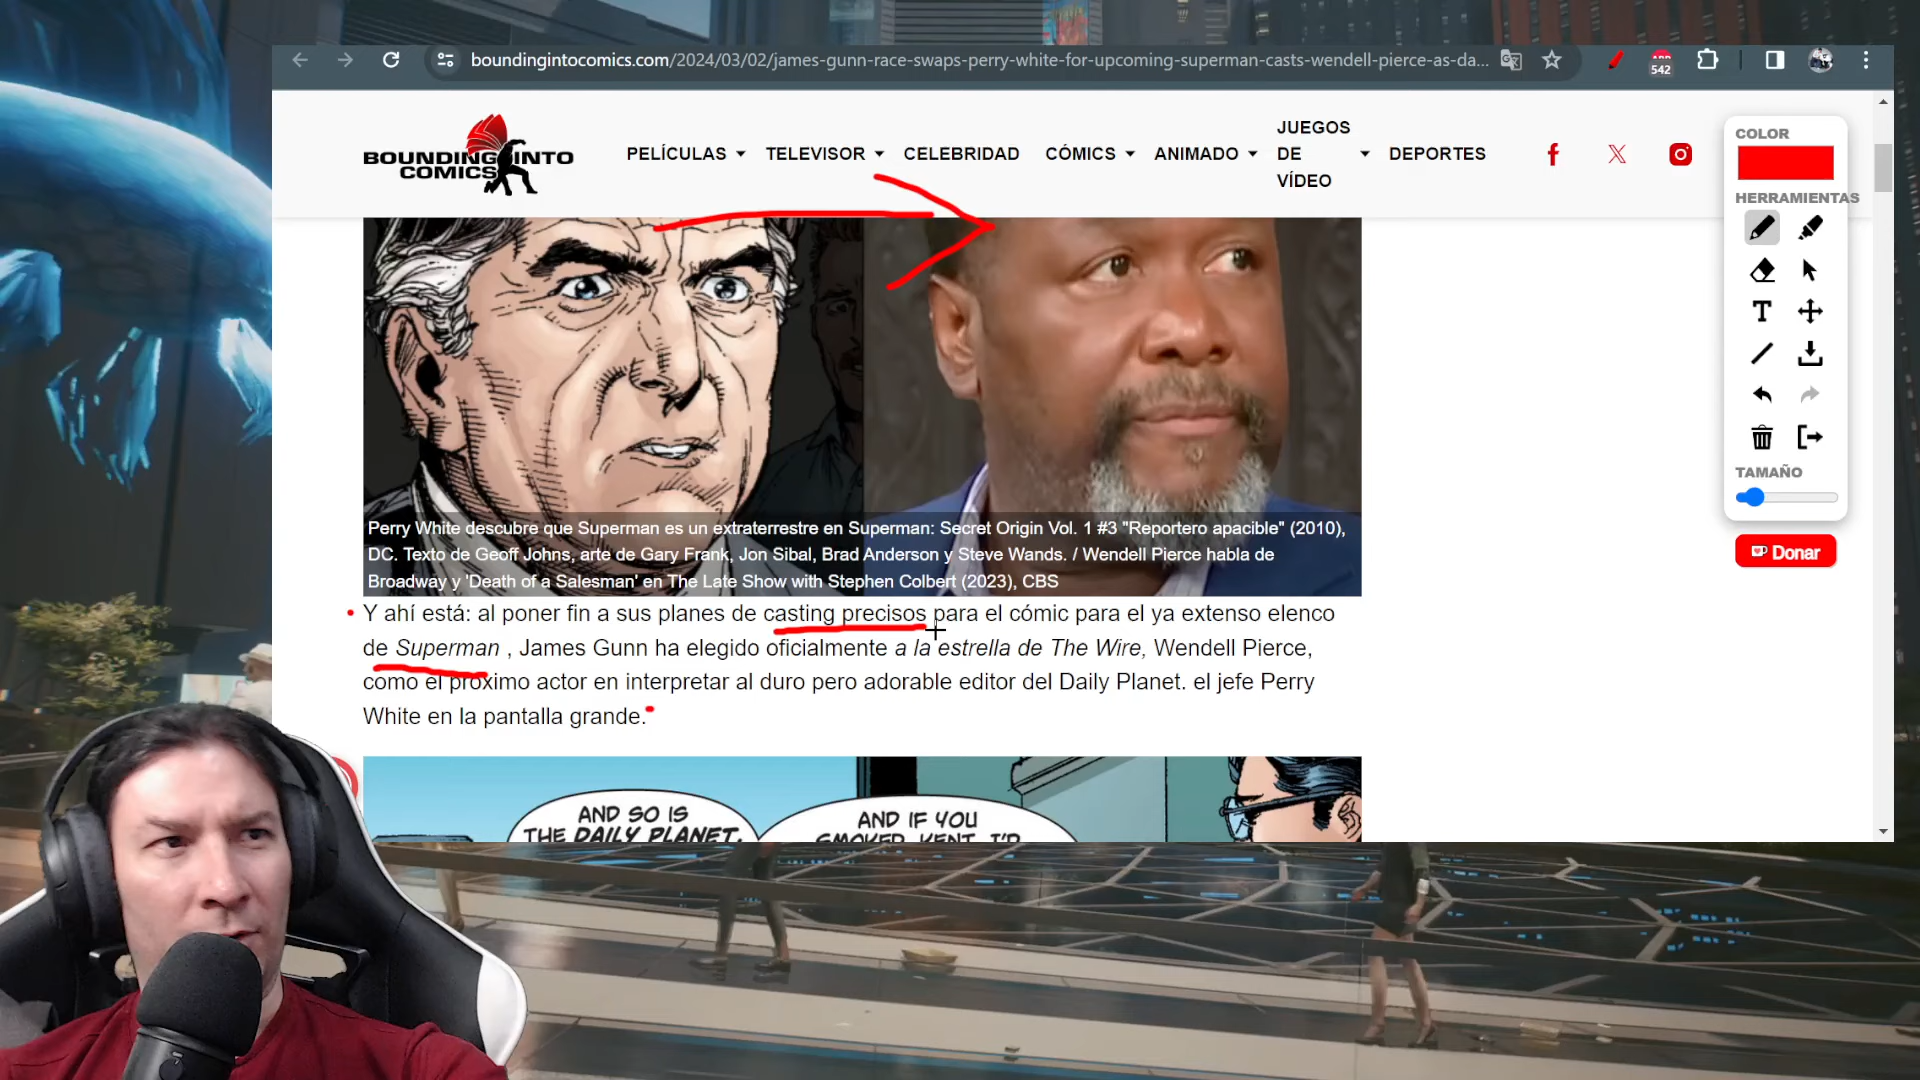 boundingintocomics.com/2024/03/02/james-gunn-race-swaps-perry-white-for-upcoming-superman-casts-wendell-pierce-as-da...
542
BOUNDING INTO
COMICS
PELÍCULAS
TELEVISOR
CELEBRIDAD
CÓMICS
ANIMADO
JUEGOS
DE
VÍDEO
DEPORTES
COLOR
HERRAMIENTAS
TAMAÑO
Donar
Perry White descubre que Superman es un extraterrestre en Superman: Secret Origin Vol. 1 #3 "Reportero apacible" (2010),
DC. Texto de Geoff Johns, arte de Gary Frank, Jon Sibal, Brad Anderson y Steve Wands. / Wendell Pierce habla de
Broadway y 'Death of a Salesman' en The Late Show with Stephen Colbert (2023), CBS
Y ahí está: al poner fin a sus planes de casting precisos para el cómic para el ya extenso elenco
de Superman , James Gunn ha elegido oficialmente a la estrella de The Wire, Wendell Pierce,
como el próximo actor en interpretar al duro pero adorable editor del Daily Planet. el jefe Perry
White en la pantalla grande.
AND SO IS
THE DAILY PLANET.
AND IF YOU
SMOKED, KENT, I'D